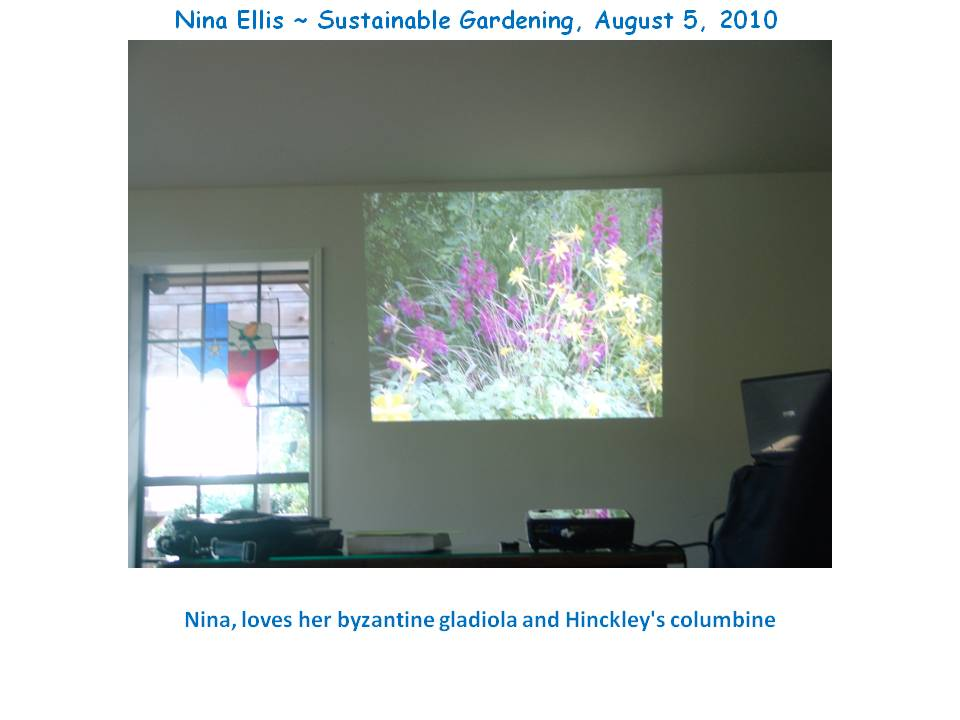 Nina Ellis ~ Sustainable Gardening, August 5, 2010
Nina, loves her byzantine gladiola and Hinckley's columbine